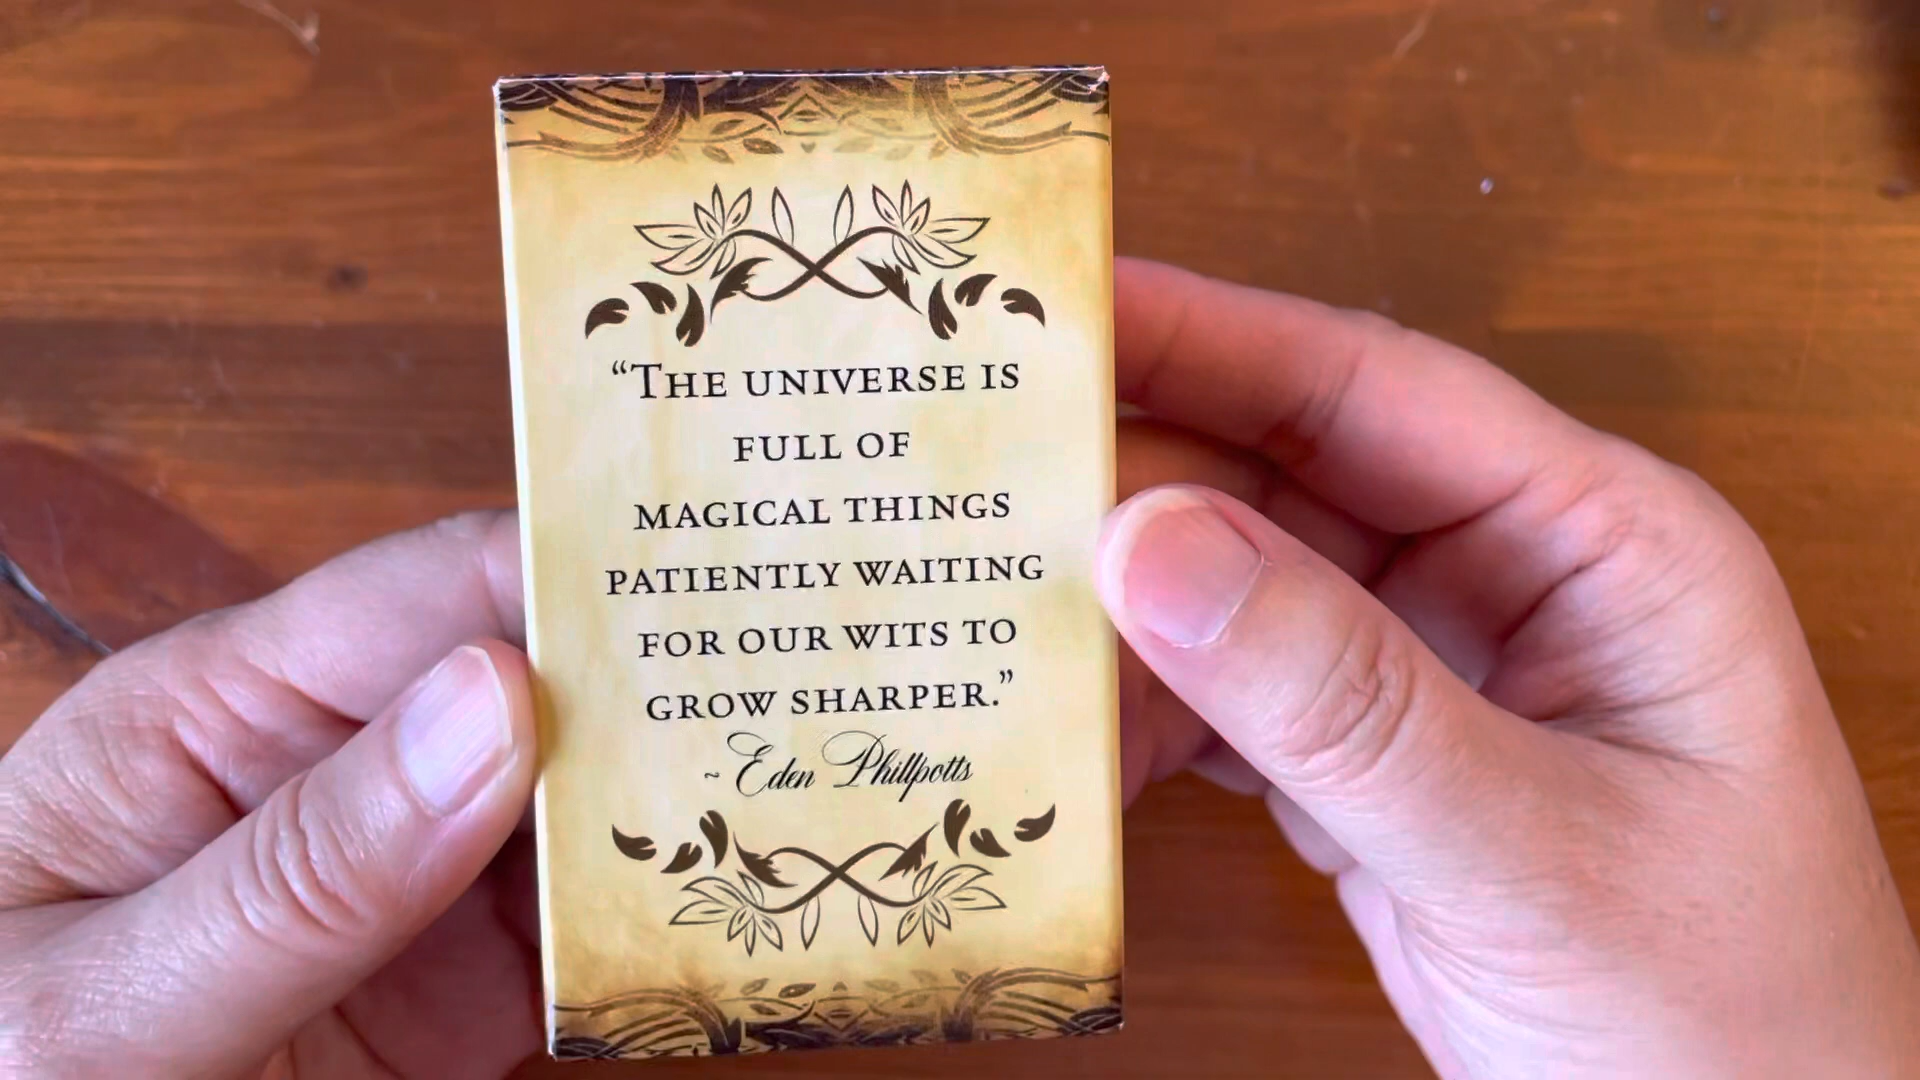 “The universe is
full of
magical things
patiently waiting
for our wits to
grow sharper.”
~ Eden Phillpotts